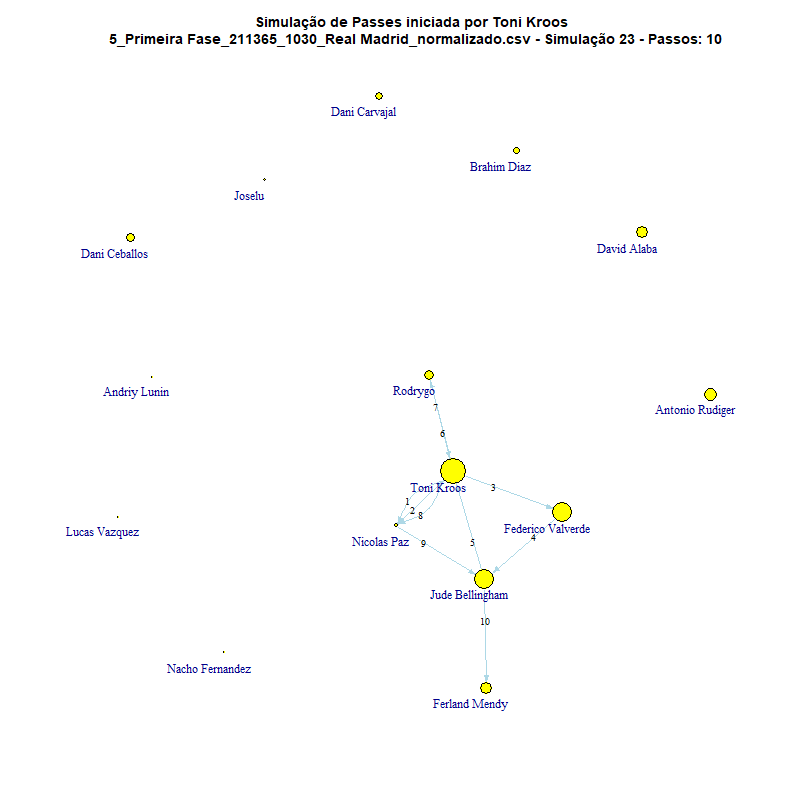 Simulação de Passes iniciada por Toni Kroos
5_Primeira Fase_211365_1030_Real Madrid_normalizado.csv - Simulação 23 - Passos: 10
Dani Carvajal
Brahim Diaz
Joselu
Dani Ceballos
David Alaba
Andriy Lunin
Rodrygo
Antonio Rudiger
7
6
Toni Kroos
3
1
2
8
Lucas Vazquez
Federico Valverde
Nicolas Paz
9
5
4
Jude Bellingham
10
Nacho Fernandez
Ferland Mendy